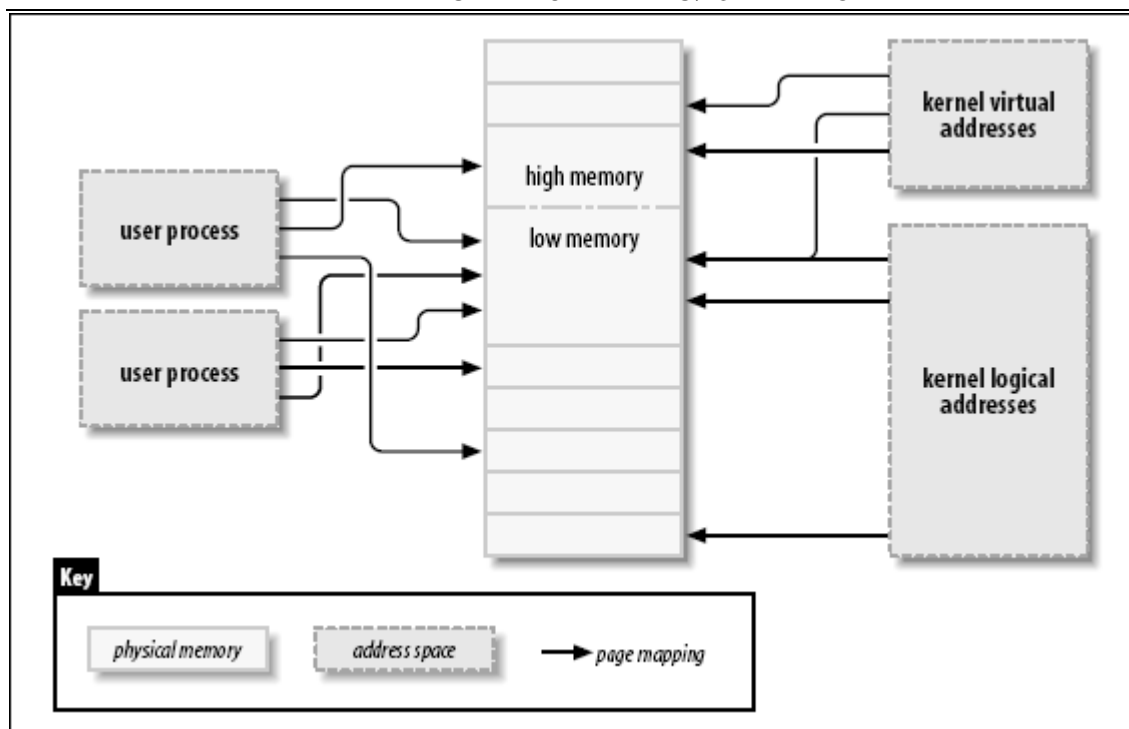 kernel virtual
addresses
high memory
user process
low memory
user process
kernel logical
addresses
Key
physical memory
address space
page mapping